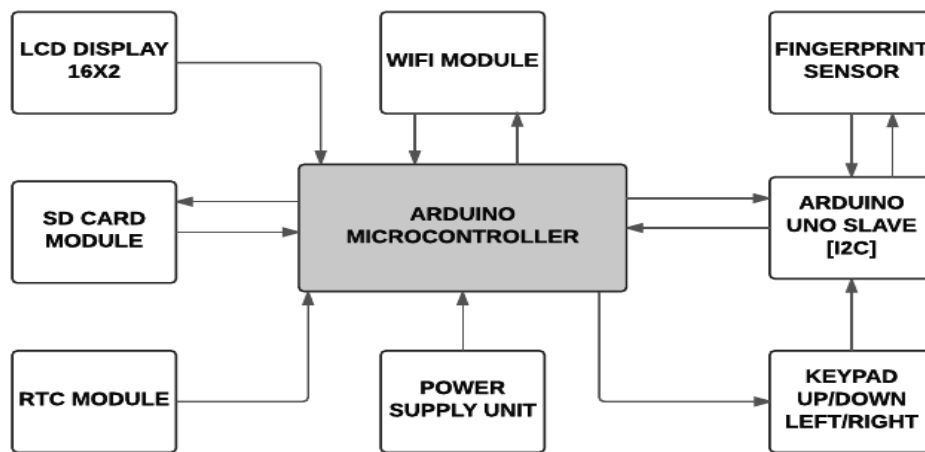 LCD DISPLAY
16X2
WIFI MODULE
FINGERPRINT
SENSOR
SD CARD
MODULE
ARDUINO
MICROCONTROLLER
ARDUINO
UNO SLAVE
[I2C]
RTC MODULE
POWER
SUPPLY UNIT
KEYPAD
UP/DOWN
LEFT/RIGHT